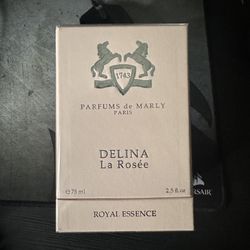 1743
PARFUMS de MARLY
PARIS
DELINA
La Rosée
℮ 75 ml 2,5 fl.oz
ROYAL ESSENCE